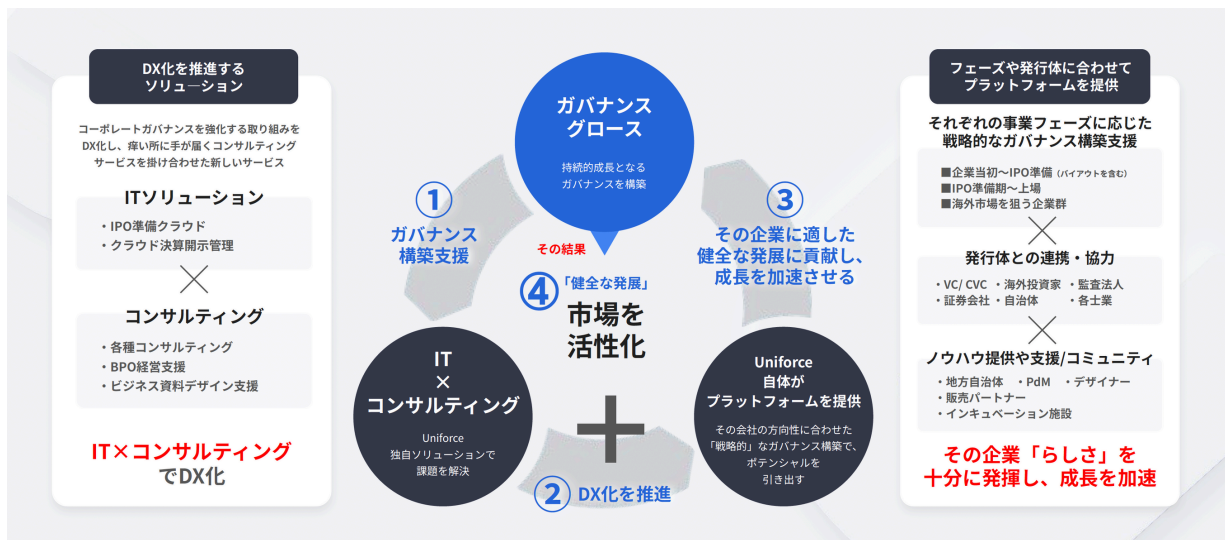 DX化を推進する
ソリューション
コーポレートガバナンスを強化する取り組みを
DX化し、痒い所に手が届くコンサルティング
サービスを掛け合わせた新しいサービス
ITソリューション
・IPO準備クラウド
・クラウド決算開示管理
×
コンサルティング
・各種コンサルティング
・BPO経営支援
・ビジネス資料デザイン支援
IT×コンサルティング
でDX化
ガバナンス
グロース
持続的成長となる
ガバナンスを構築
①
ガバナンス
構築支援
その結果
④「健全な発展」
市場を
活性化
③
その企業に適した
健全な発展に貢献し、
成長を加速させる
IT
×
コンサルティング
Uniforce
独自ソリューションで
課題を解決
+
② DX化を推進
Uniforce
自体が
プラットフォームを提供
その会社の方向性に合わせた
「戦略的」なガバナンス構築で、
ポテンシャルを
引き出す
フェーズや発行体に合わせて
プラットフォームを提供
それぞれの事業フェーズに応じた
戦略的なガバナンス構築支援
■企業当初〜IPO準備（バイアウトを含む）
■IPO準備期〜上場
■海外市場を狙う企業群
×
発行体との連携・協力
・VC/ CVC ・海外投資家 ・監査法人
・証券会社 ・自治体 ・各士業
×
ノウハウ提供や支援/コミュニティ
・地方自治体 ・PdM ・デザイナー
・販売パートナー
・インキュベーション施設
その企業「らしさ」を
十分に発揮し、成長を加速